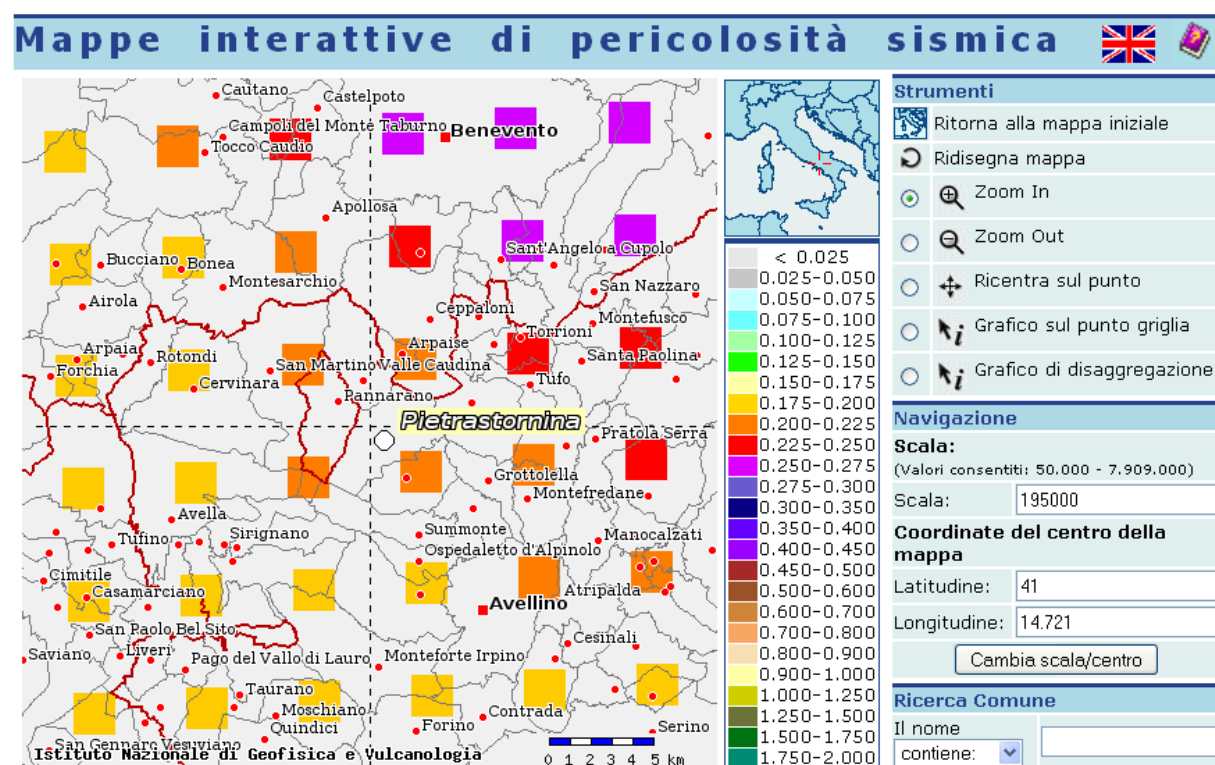 Mappe interattive di pericolosità sismica
Cautano
Castelpoto
Campoli del Monte Taburno
Benevento
Tocco Caudio
Apollosa
Sant'Angelo a Cupolo
Bucciano
Bonea
Montesarchio
San Nazzaro
Airola
Ceppaloni
Montefusco
Torrioni
Arpaia
Rotondi
Arpaise
Forchia
San Martino Valle Caudina
Santa Paolina
Cervinara
Tufo
Pannarano
Pietrastornina
Pratola Serra
Grottolella
Montefredane
Avella
Tufino
Sirignano
Summonte
Manocalzati
Ospedaletto d'Alpinolo
Cimitile
Casamarciano
Atripalda
Avellino
San Paolo Bel Sito
Cesinali
Saviano
Liveri
Pago del Vallo di Lauro
Monteforte Irpino
Taurano
Moschiano
Contrada
Quindici
Forino
Serino
San Gennaro Vesuviano
Istituto Nazionale di Geofisica e Vulcanologia
0 1 2 3 4 5 km
< 0.025
0.025-0.050
0.050-0.075
0.075-0.100
0.100-0.125
0.125-0.150
0.150-0.175
0.175-0.200
0.200-0.225
0.225-0.250
0.250-0.275
0.275-0.300
0.300-0.350
0.350-0.400
0.400-0.450
0.450-0.500
0.500-0.600
0.600-0.700
0.700-0.800
0.800-0.900
0.900-1.000
1.000-1.250
1.250-1.500
1.500-1.750
1.750-2.000
Strumenti
Ritorna alla mappa iniziale
Ridisegna mappa
Zoom In
Zoom Out
Ricentra sul punto
Grafico sul punto griglia
Grafico di disaggregazione
Navigazione
Scala:
(Valori consentiti: 50.000 - 7.909.000)
Scala: 195000
Coordinate del centro della
mappa
Latitudine: 41
Longitudine: 14.721
Cambia scala/centro
Ricerca Comune
Il nome
contiene: